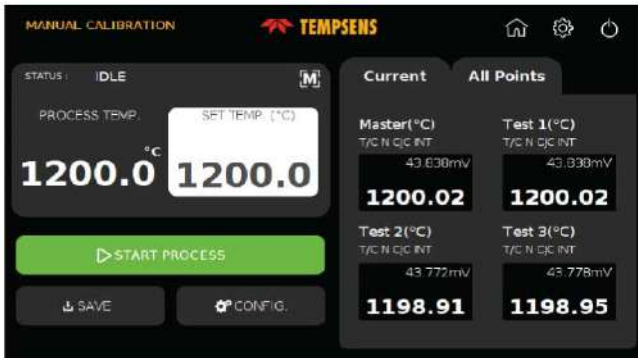 MANUAL CALIBRATION
TEMPSENS
STATUS : IDLE
[M]
PROCESS TEMP.
°C
1200.0
SET TEMP. (°C)
1200.0
START PROCESS
SAVE
CONFIG.
Current
All Points
Master(°C)
T/C N CJC INT
43.838mV
1200.02
Test 1(°C)
T/C N CJC INT
43.838mV
1200.02
Test 2(°C)
T/C N CJC INT
43.772mV
1198.91
Test 3(°C)
T/C N CJC INT
43.778mV
1198.95